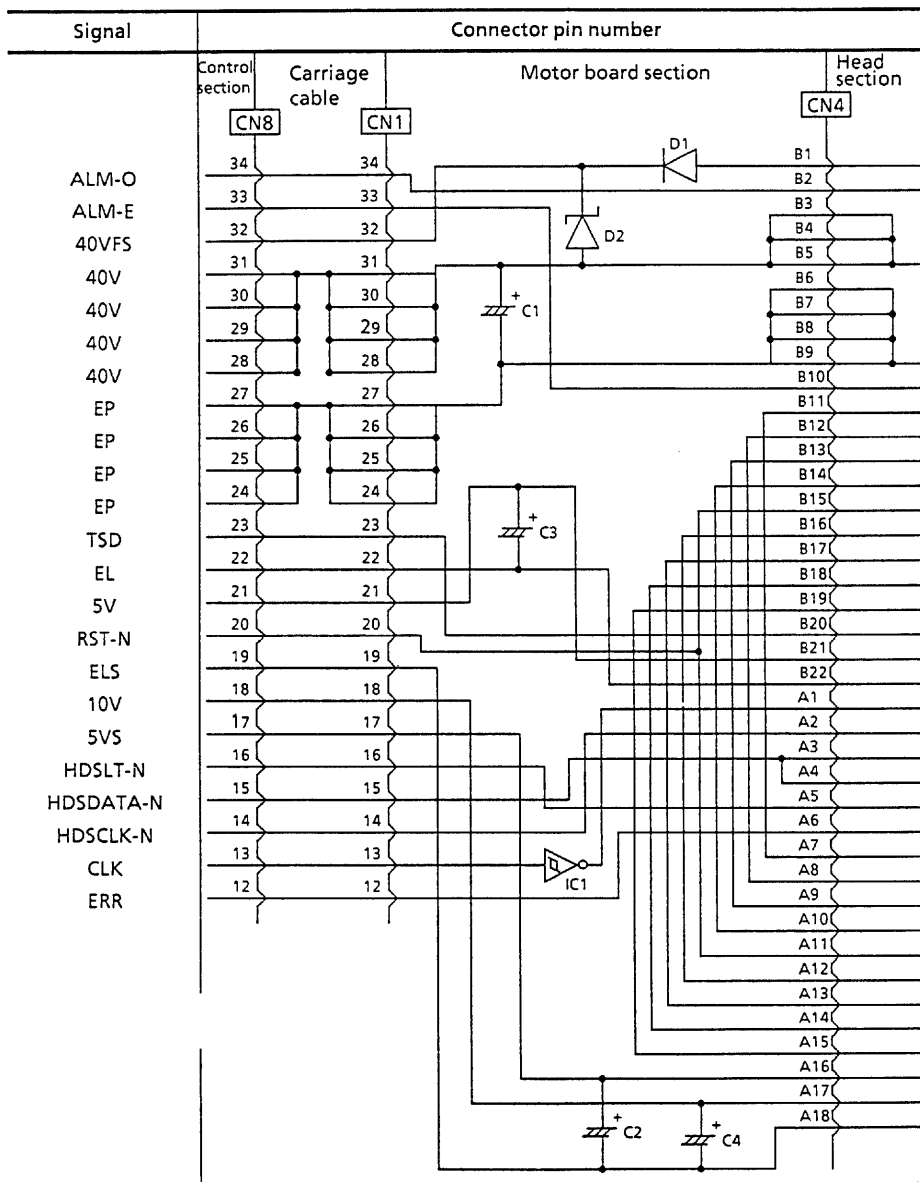 Signal Connector pin number
Control section Carriage cable Motor board section Head section
CN8 CN1 CN4
D1 B1
ALM-O 34 34 B2
ALM-E 33 33 B3
D2 B4
40VFS 32 32 B5
40V 31 31 B6
40V 30 30 + C1 B7
40V 29 29 B8
40V 28 28 B9
EP 27 27 B10
B11
EP 26 26 B12
EP 25 25 B13
EP 24 24 B14
B15
TSD 23 23 + C3 B16
EL 22 22 B17
B18
5V 21 21 B19
RST-N 20 20 B20
B21
ELS 19 19 B22
10V 18 18 A1
5VS 17 17 A2
A3
HDSLT-N 16 16 A4
HDSDATA-N 15 15 A5
HDSCLK-N 14 14 A6
A7
CLK 13 13 IC1 A8
ERR 12 12 A9
A10
A11
A12
A13
A14
A15
A16
A17
A18
+ C2 + C4